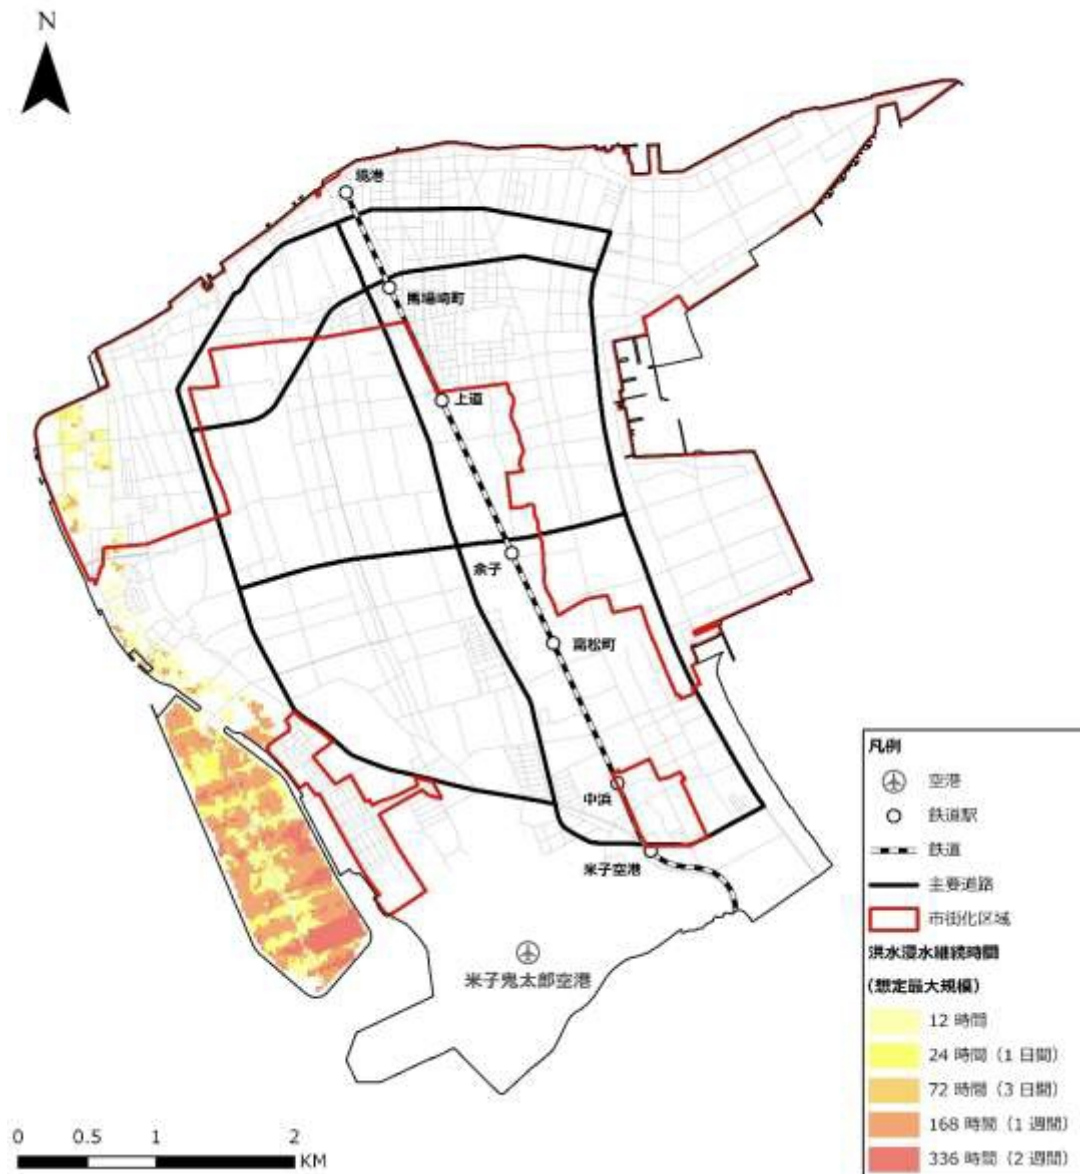 N
境港
馬場崎町
上道
余子
高松町
中浜
米子空港
米子鬼太郎空港
凡例
空港
鉄道駅
鉄道
主要道路
市街化区域
洪水浸水継続時間
(想定最大規模)
12 時間
24 時間（1 日間）
72 時間（3 日間）
168 時間（1 週間）
336 時間（2 週間）
0 0.5 1 2
KM